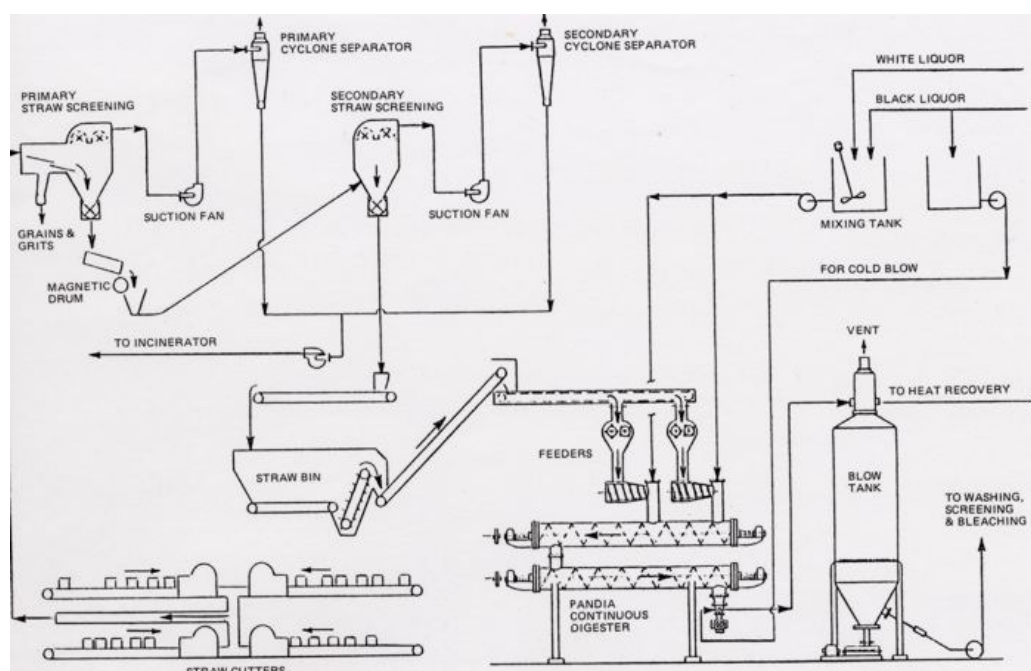 PRIMARY
CYCLONE SEPARATOR
SECONDARY
CYCLONE SEPARATOR
WHITE LIQUOR
PRIMARY
STRAW SCREENING
SECONDARY
STRAW SCREENING
BLACK LIQUOR
SUCTION FAN
SUCTION FAN
GRAINS &
GRITS
MIXING TANK
MAGNETIC
DRUM
FOR COLD BLOW
TO INCINERATOR
VENT
TO HEAT RECOVERY
FEEDERS
STRAW BIN
BLOW
TANK
TO WASHING,
SCREENING
& BLEACHING
PANDIA
CONTINUOUS
DIGESTER
STRAW CUTTERS